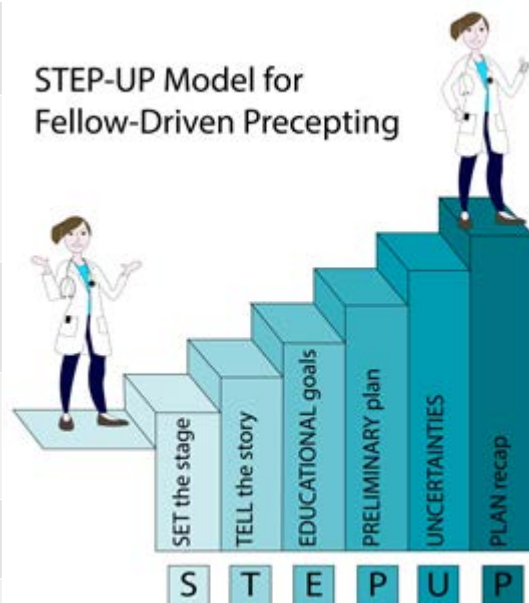 STEP-UP Model for
Fellow-Driven Precepting
SET the stage
TELL the story
EDUCATIONAL goals
PRELIMINARY plan
UNCERTAINTIES
PLAN recap
S T E P U P